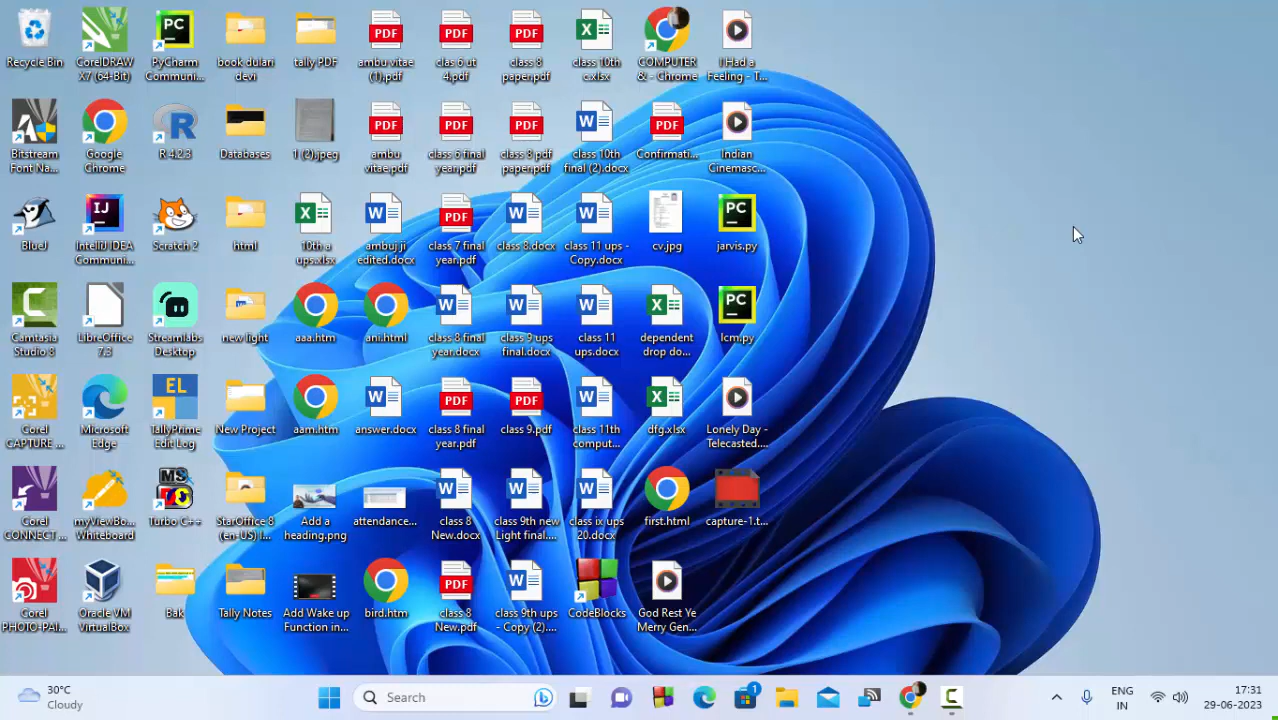 Recycle Bin
CorelDRAW
X7 (64-Bit)
PyCharm
Communi...
book dulari
devi
tally PDF
ambu vitae
(1).pdf
clas 6 ut
4.pdf
class 8
paper.pdf
class 10th
c.xlsx
COMPUTER
& - Chrome
I Had a
Feeling - T...
Bitstream
Font Na...
Google
Chrome
R 4.2.3
Databases
1 (2).jpeg
ambu
vitae.pdf
class 6 final
year.pdf
class 8 pdf
paper.pdf
class 10th
final (2).docx
Confirmati...
Indian
Cinemasc...
BlueJ
IntelliJ IDEA
Communi...
Scratch 2
html
10th a
ups.xlsx
ambuj ji
edited.docx
class 7 final
year.pdf
class 8.docx
class 11 ups -
Copy.docx
cv.jpg
jarvis.py
Camtasia
Studio 8
LibreOffice
7.3
Streamlabs
Desktop
new light
aaa.htm
ani.html
class 8 final
year.docx
class 9 ups
final.docx
class 11
ups.docx
dependent
drop do...
lcm.py
Corel
CAPTURE ...
Microsoft
Edge
TallyPrime
Edit Log
New Project
aam.htm
answer.docx
class 8 final
year.pdf
class 9.pdf
class 11th
comput...
dfg.xlsx
Lonely Day -
Telecasted...
Corel
CONNECT ...
myViewBo...
Whiteboard
Turbo C++
StarOffice 8
(en-US) I...
Add a
heading.png
attendance...
class 8
New.docx
class 9th new
Light final....
class ix ups
20.docx
first.html
capture-1.t...
Corel
PHOTO-PAI...
Oracle VM
VirtualBox
Bak
Tally Notes
Add Wake up
Function in...
bird.htm
class 8
New.pdf
class 9th ups
- Copy (2)....
CodeBlocks
God Rest Ye
Merry Gen...
30°C
Cloudy
Search
1
ENG
IN
17:31
29-06-2023